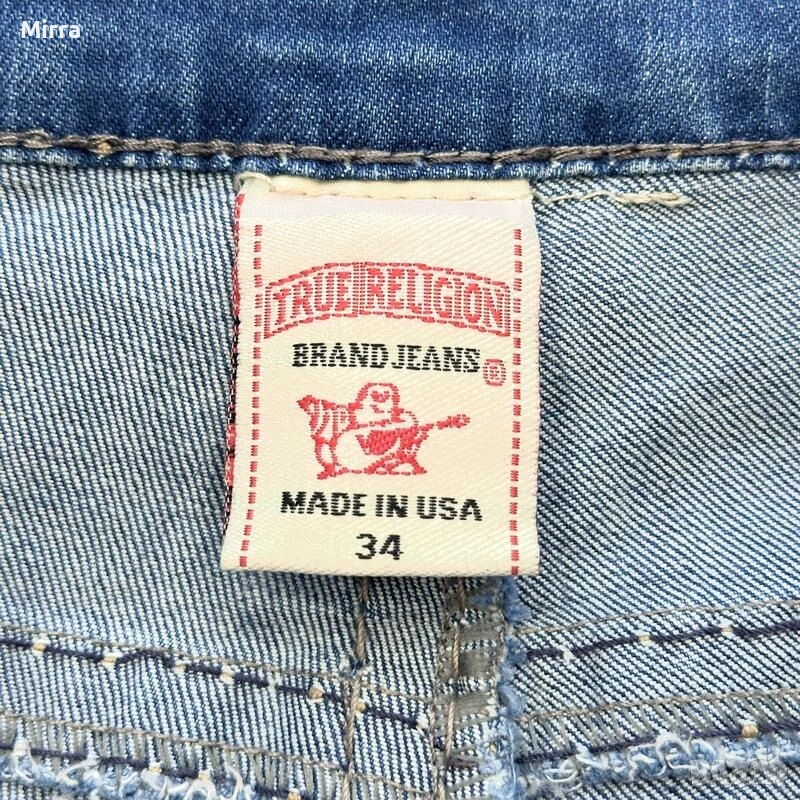 Mirra
TRUE RELIGION
BRAND JEANS ®
MADE IN USA
34